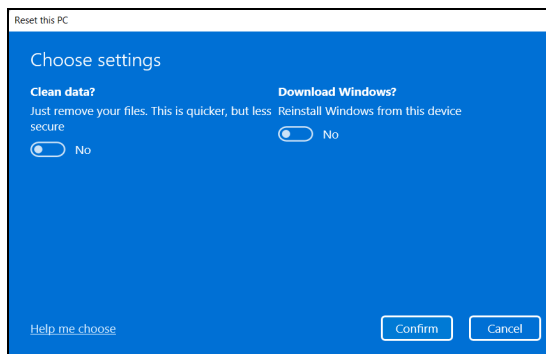 Reset this PC
Choose settings
Clean data?
Just remove your files. This is quicker, but less
secure
No
Download Windows?
Reinstall Windows from this device
No
Help me choose
Confirm
Cancel